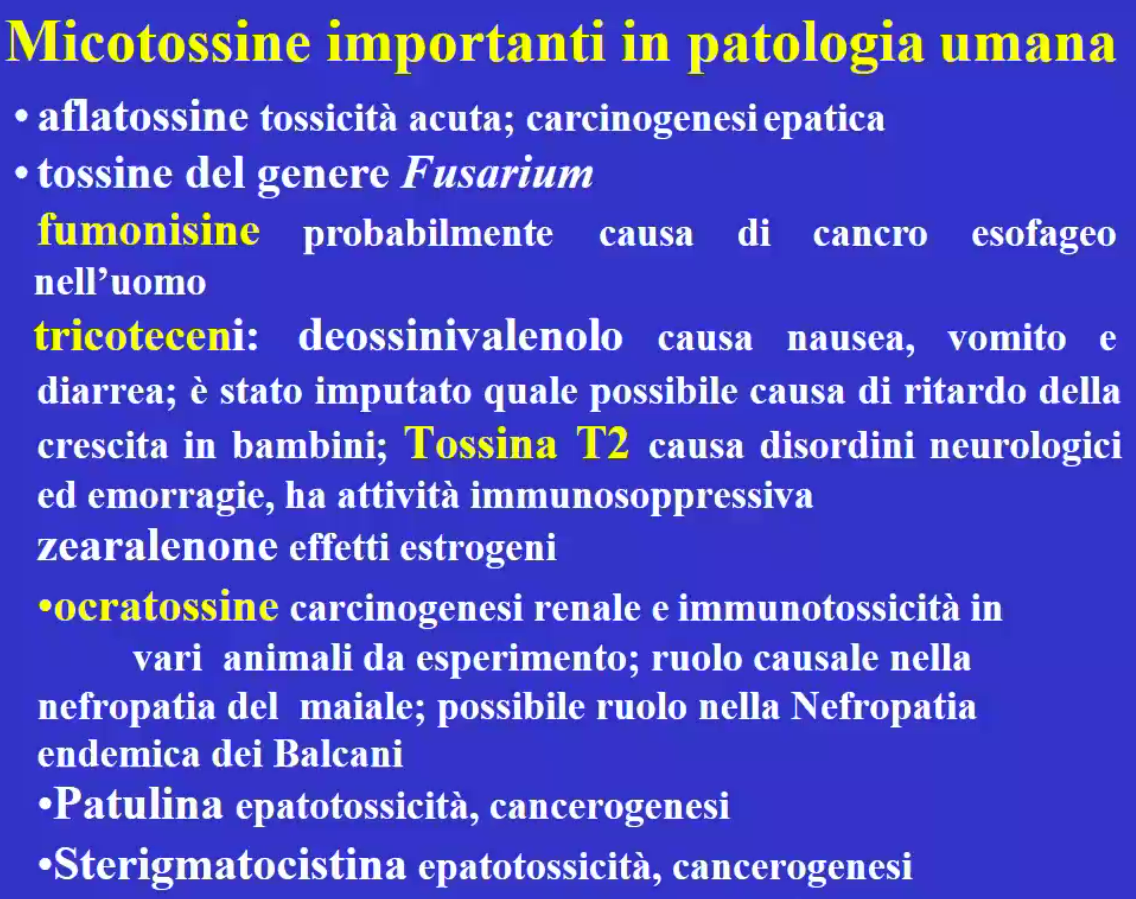 Micotossine importanti in patologia umana
• aflatossine tossicità acuta; carcinogenesi epatica
• tossine del genere Fusarium
fumonisine probabilmente causa di cancro esofageo
nell’uomo
tricoteceni: deossinivalenolo causa nausea, vomito e
diarrea; è stato imputato quale possibile causa di ritardo della
crescita in bambini; Tossina T2 causa disordini neurologici
ed emorragie, ha attività immunosoppressiva
zearalenone effetti estrogeni
•ocratossine carcinogenesi renale e immunotossicità in
vari animali da esperimento; ruolo causale nella
nefropatia del maiale; possibile ruolo nella Nefropatia
endemica dei Balcani
•Patulina epatotossicità, cancerogenesi
•Sterigmatocistina epatotossicità, cancerogenesi